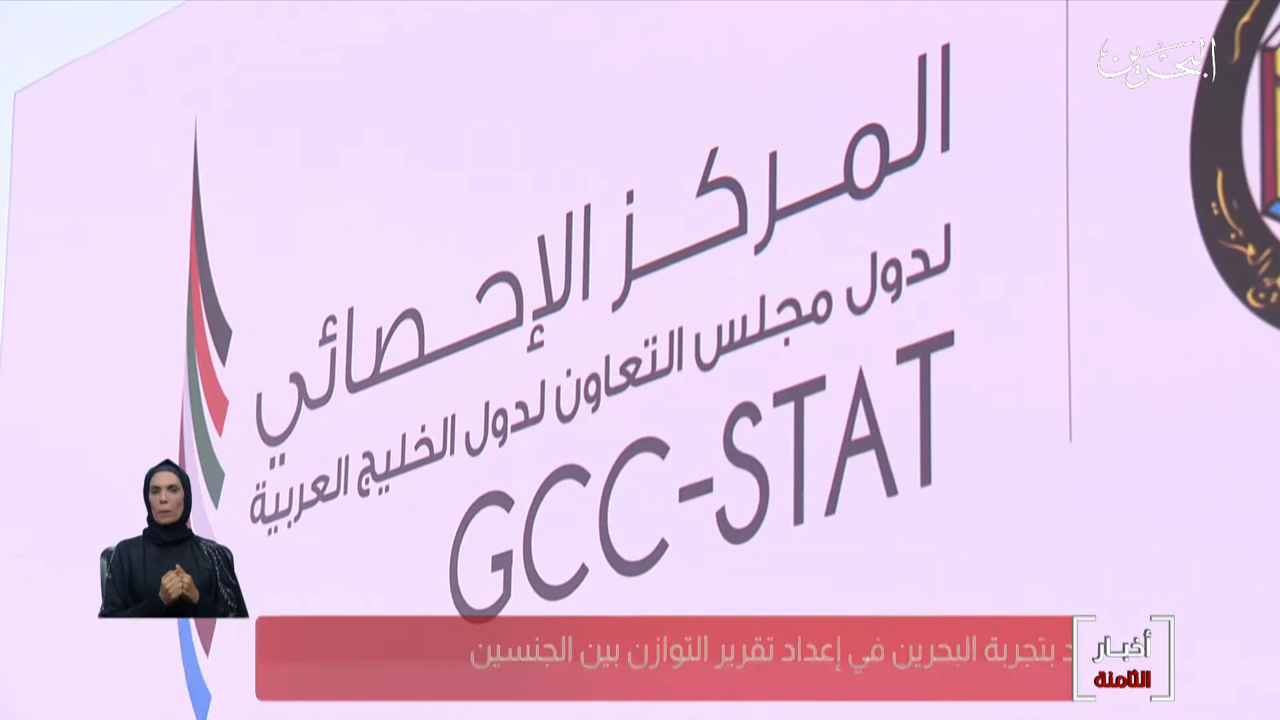 البحرين
المركز الإحصائي
لدول مجلس التعاون لدول الخليج العربية
GCC-STAT
بتجربة البحرين في إعداد تقرير التوازن بين الجنسين
أخبار
الثامنة